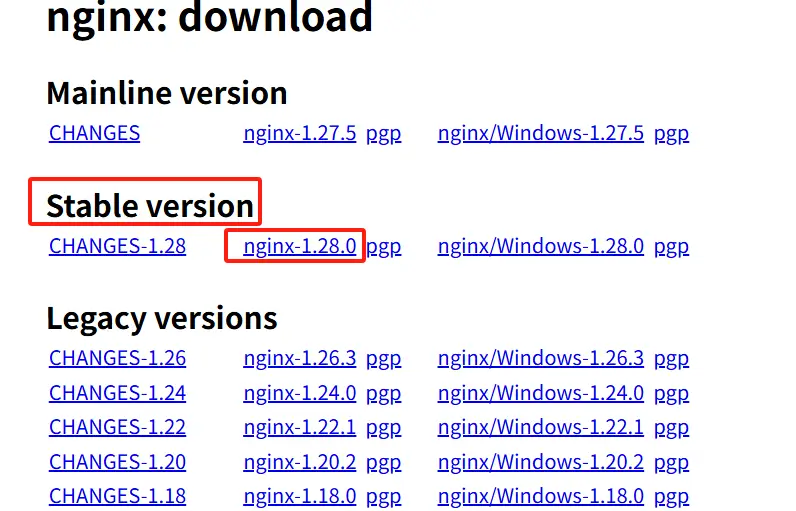 nginx: download
Mainline version
CHANGES nginx-1.27.5 pgp nginx/Windows-1.27.5 pgp
Stable version
CHANGES-1.28 nginx-1.28.0 pgp nginx/Windows-1.28.0 pgp
Legacy versions
CHANGES-1.26 nginx-1.26.3 pgp nginx/Windows-1.26.3 pgp
CHANGES-1.24 nginx-1.24.0 pgp nginx/Windows-1.24.0 pgp
CHANGES-1.22 nginx-1.22.1 pgp nginx/Windows-1.22.1 pgp
CHANGES-1.20 nginx-1.20.2 pgp nginx/Windows-1.20.2 pgp
CHANGES-1.18 nginx-1.18.0 pgp nginx/Windows-1.18.0 pgp